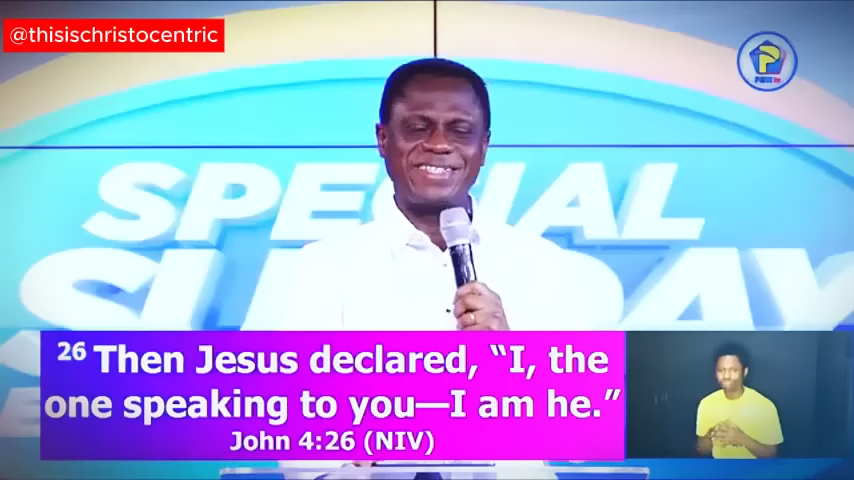 @thisischristocentric
P
SPECIAL
26 Then Jesus declared, “I, the
one speaking to you—I am he.”
John 4:26 (NIV)